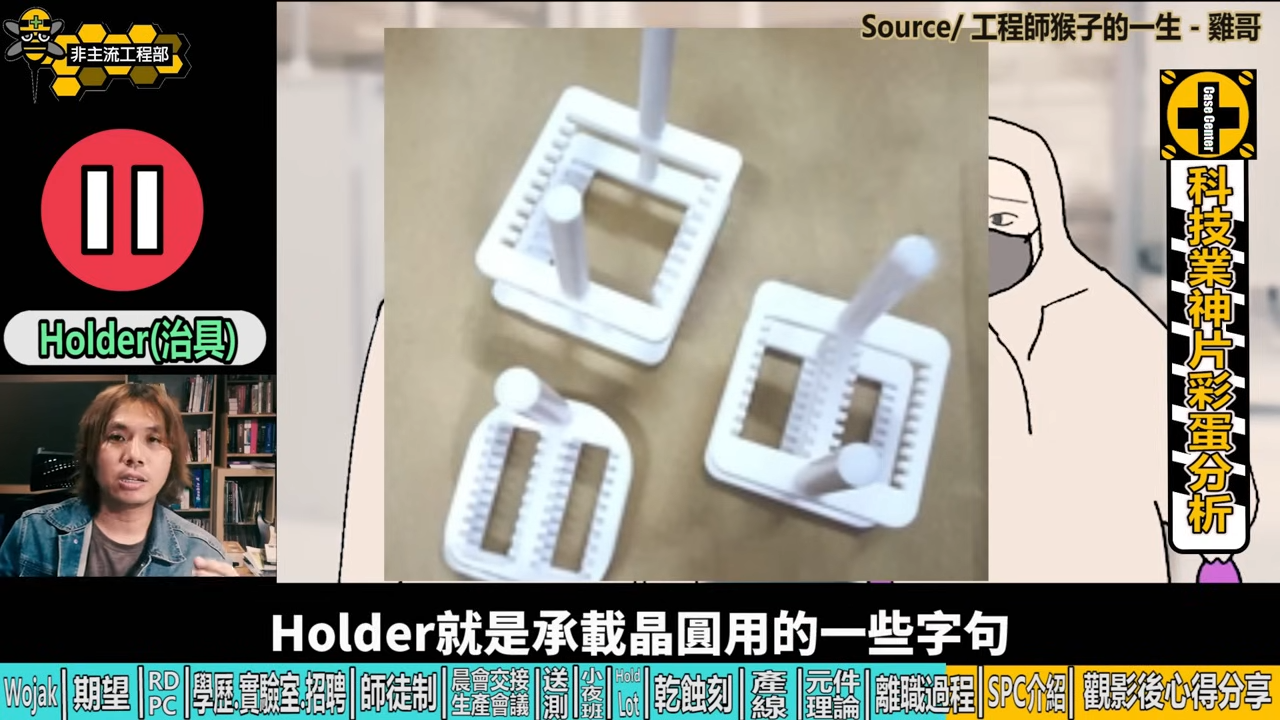 非主流工程部
Source/ 工程師猴子的一生 - 雞哥
Case Center
科技業神片彩蛋分析
Holder(治具)
Holder就是承載晶圓用的一些字句
Wojak
期望
RD
PC
學歷.實驗室.招聘
師徒制
晨會交接
生產會議
送測
小夜班
Hold
Lot
乾蝕刻
產線
元件
理論
離職過程
SPC介紹
觀影後心得分享